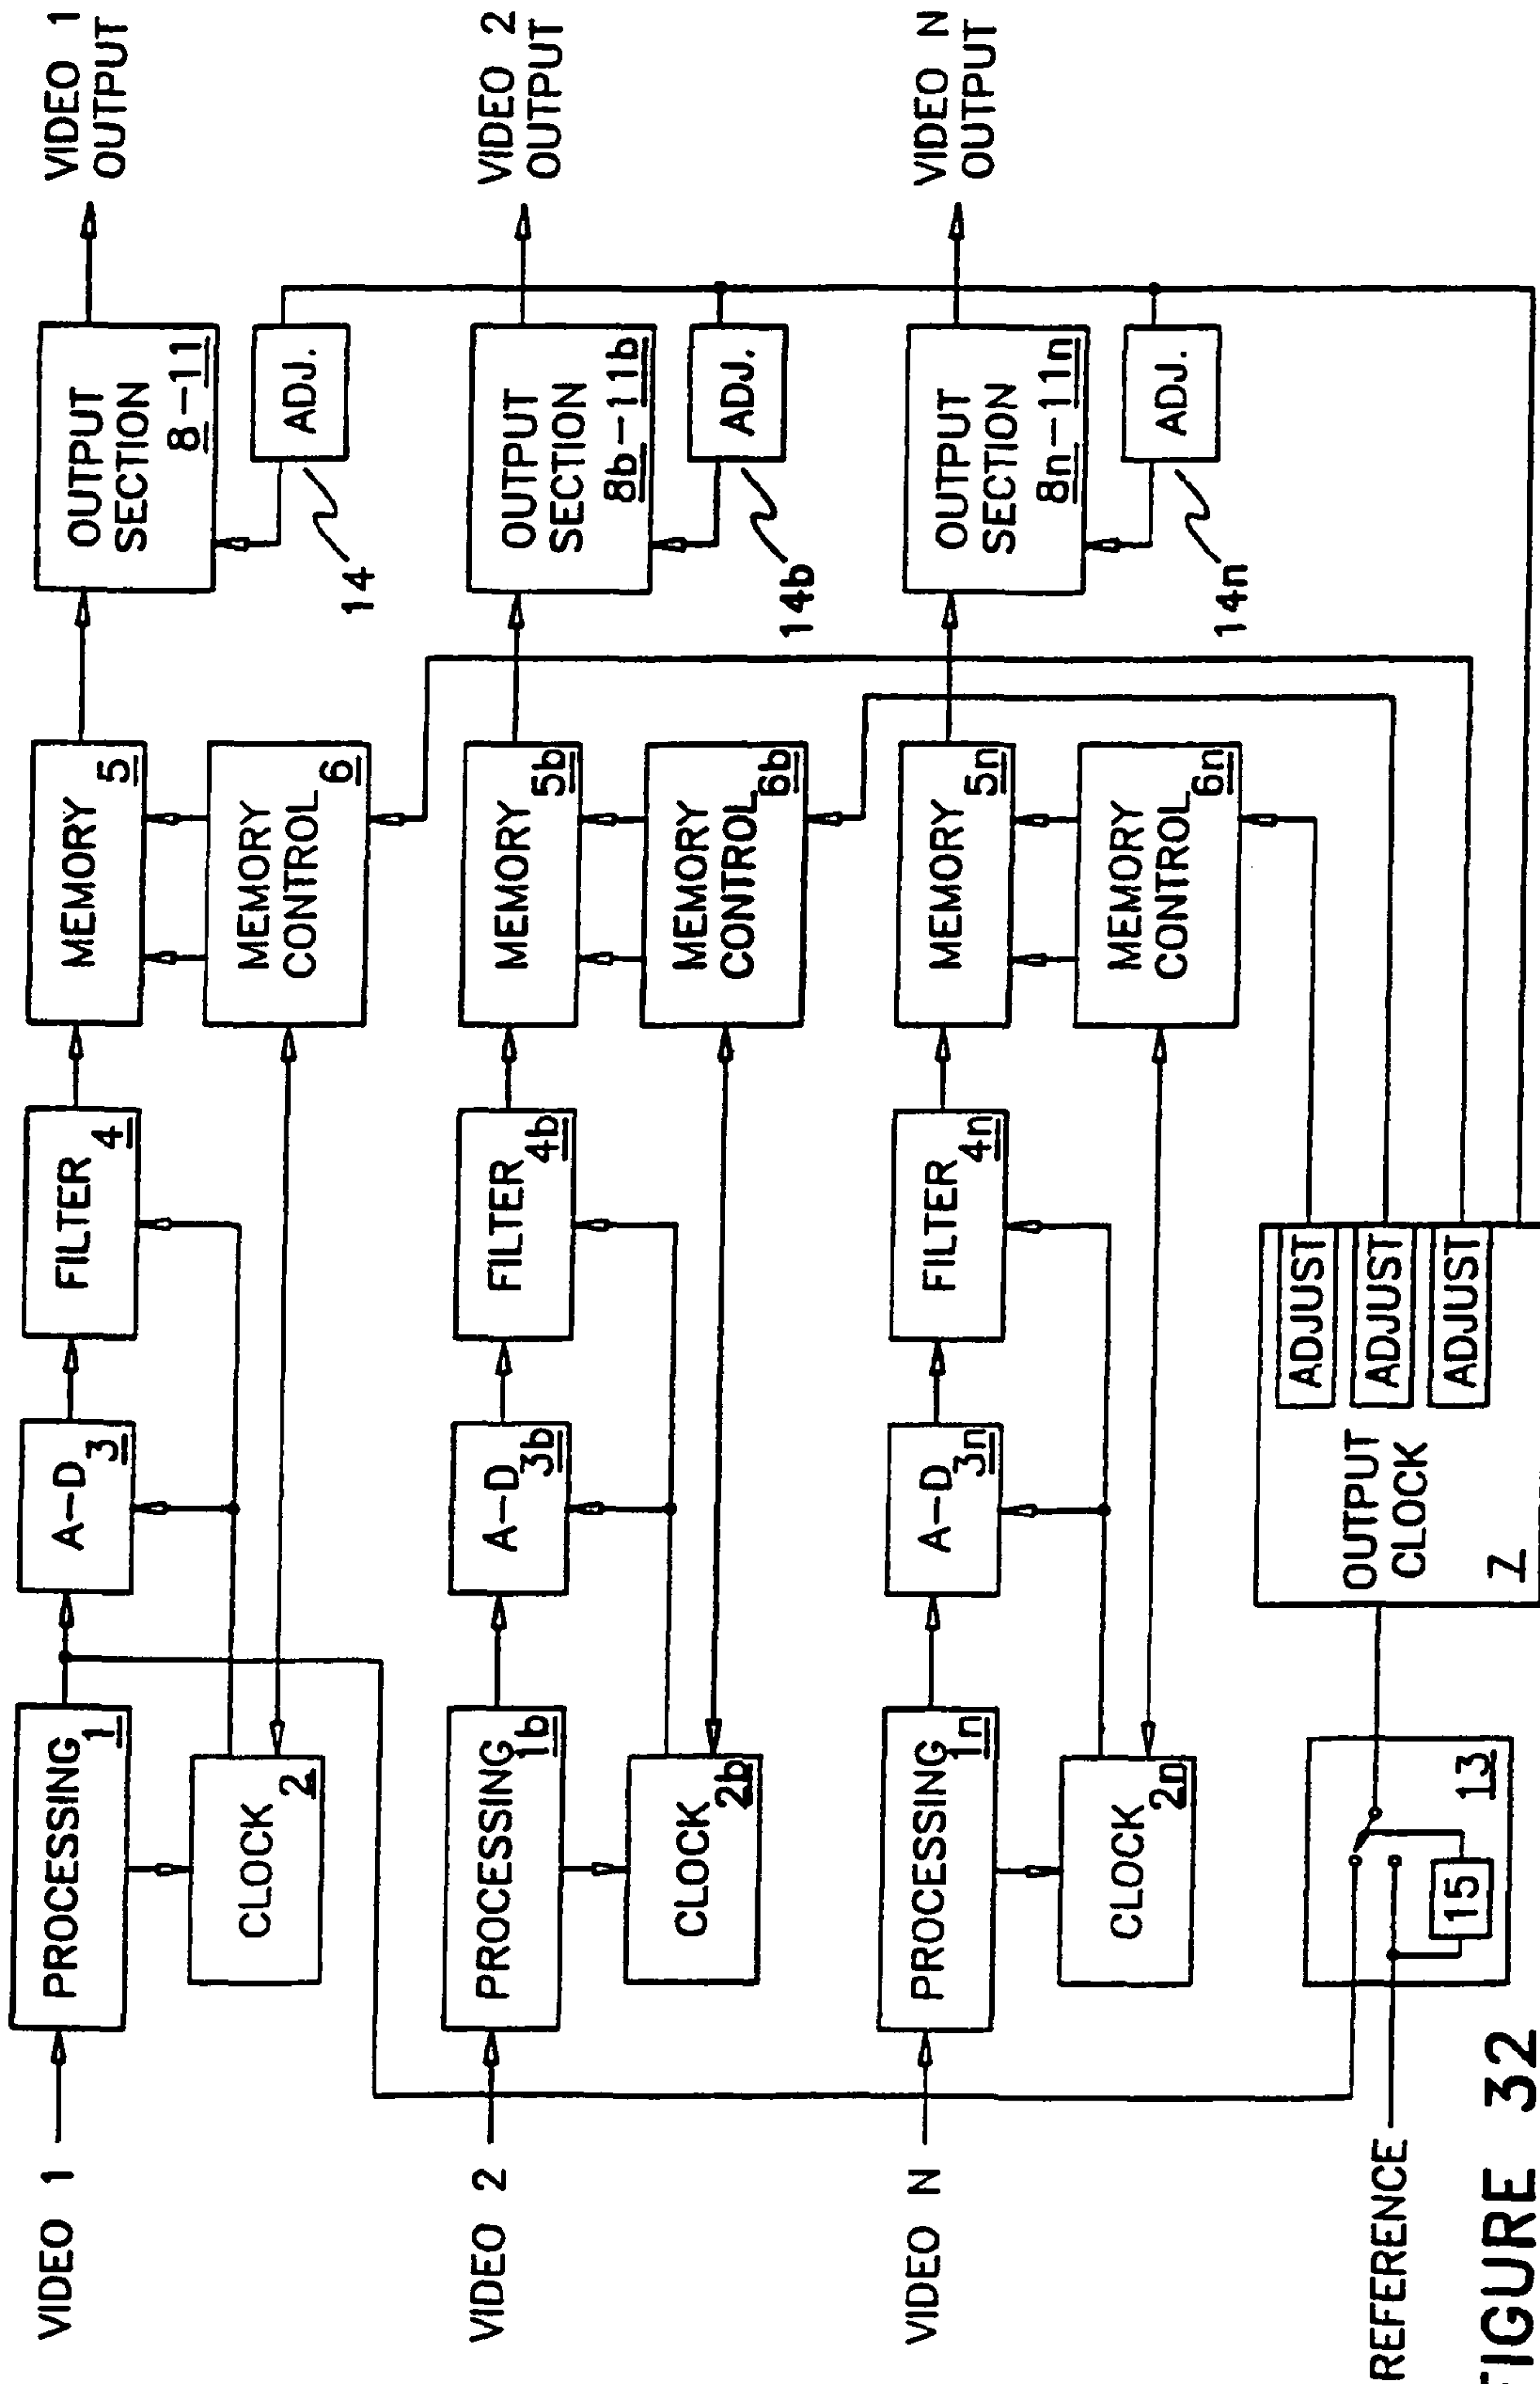 VIDEO 1
PROCESSING 1
CLOCK 2
A-D 3
FILTER 4
MEMORY 5
MEMORY
CONTROL 6
OUTPUT
SECTION
8-11
ADJ.
14
VIDEO 1
OUTPUT
VIDEO 2
PROCESSING 1b
CLOCK 2b
A-D 3b
FILTER 4b
MEMORY 5b
MEMORY
CONTROL 6b
OUTPUT
SECTION
8b-11b
ADJ.
14b
VIDEO 2
OUTPUT
VIDEO N
PROCESSING 1n
CLOCK 2n
A-D 3n
FILTER 4n
MEMORY 5n
MEMORY
CONTROL 6n
OUTPUT
SECTION
8n-11n
ADJ.
14n
VIDEO N
OUTPUT
REFERENCE
15
13
OUTPUT
CLOCK
7
ADJUST
ADJUST
ADJUST
FIGURE 32